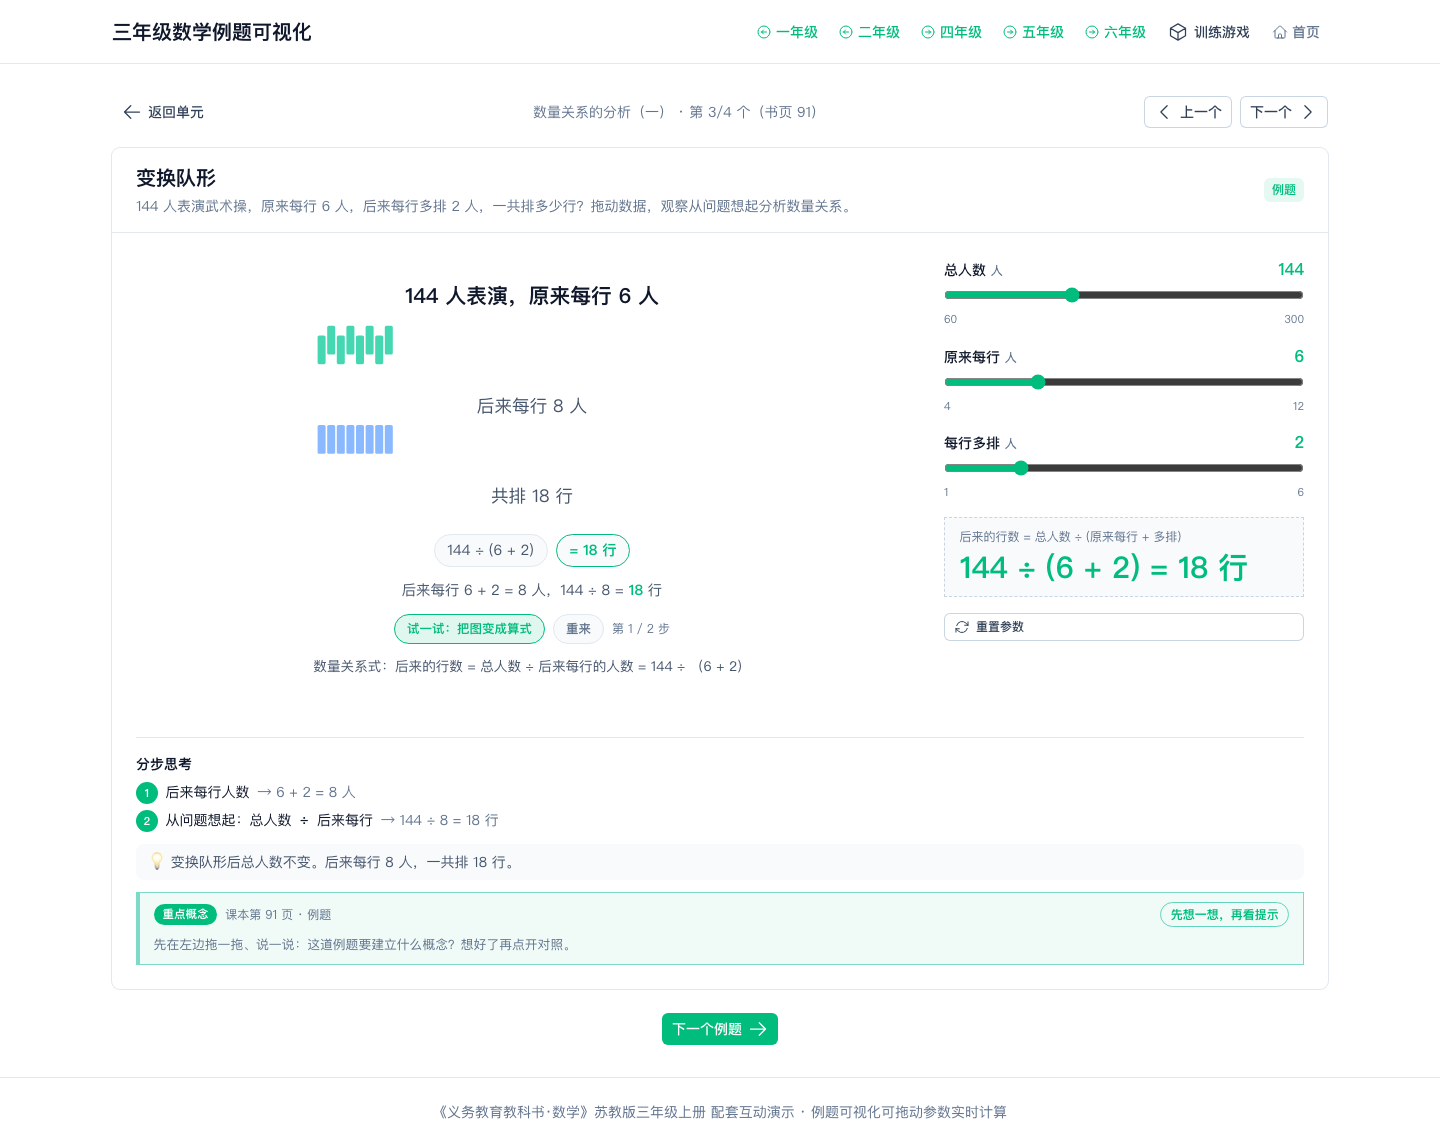 三年级数学例题可视化
一年级 二年级 四年级 五年级 六年级 训练游戏 首页
返回单元
数量关系的分析（一） · 第 3/4 个（书页 91）
上一个 下一个
变换队形
144 人表演武术操，原来每行 6 人，后来每行多排 2 人，一共排多少行？拖动数据，观察从问题想起分析数量关系。
例题
144 人表演，原来每行 6 人
后来每行 8 人
共排 18 行
144 ÷ (6 + 2) = 18 行
后来每行 6 + 2 = 8 人，144 ÷ 8 = 18 行
试一试：把图变成算式 重来 第 1 / 2 步
数量关系式：后来的行数 = 总人数 ÷ 后来每行的人数 = 144 ÷ （6 + 2）
总人数 人 144
60 300
原来每行 人 6
4 12
每行多排 人 2
1 6
后来的行数 = 总人数 ÷ (原来每行 + 多排)
144 ÷ (6 + 2) = 18 行
重置参数
分步思考
1 后来每行人数 → 6 + 2 = 8 人
2 从问题想起：总人数 ÷ 后来每行 → 144 ÷ 8 = 18 行
变换队形后总人数不变。后来每行 8 人，一共排 18 行。
重点概念 课本第 91 页 · 例题
先想一想，再看提示
先在左边拖一拖、说一说：这道例题要建立什么概念？想好了再点开对照。
下一个例题
《义务教育教科书·数学》苏教版三年级上册 配套互动演示 · 例题可视化可拖动参数实时计算